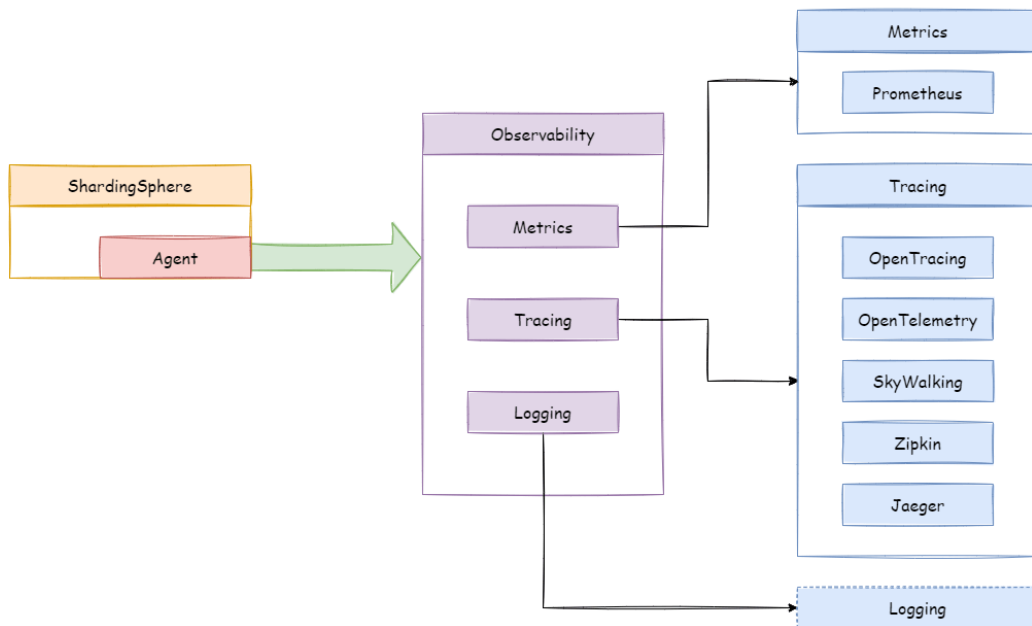 ShardingSphere
Agent
Observability
Metrics
Tracing
Logging
Metrics
Prometheus
Tracing
OpenTracing
OpenTelemetry
SkyWalking
Zipkin
Jaeger
Logging